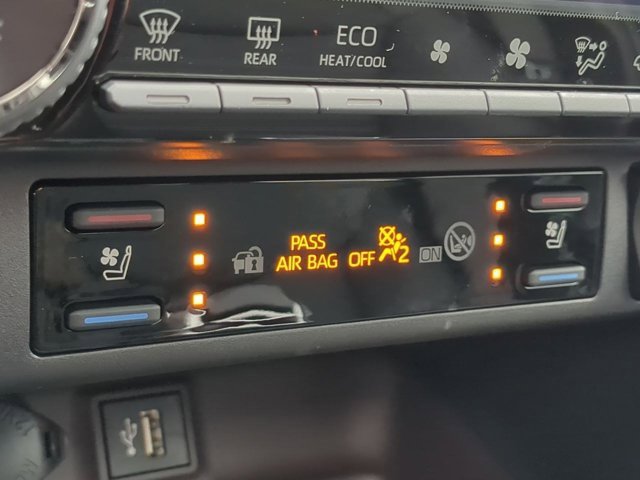 FRONT
REAR
ECO
HEAT/COOL
PASS
AIR BAG OFF 2
ON